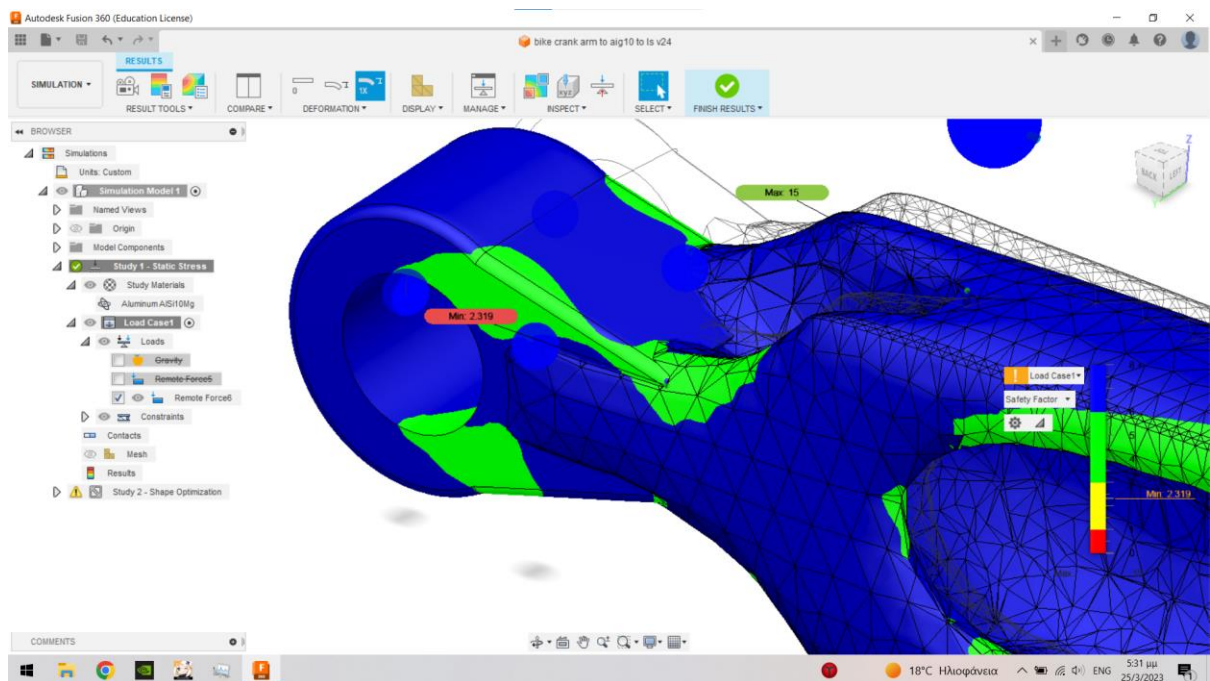 Autodesk Fusion 360 (Education License)
bike crank arm to aig10 to ls v24
RESULTS
SIMULATION
RESULT TOOLS
COMPARE
DEFORMATION
DISPLAY
MANAGE
INSPECT
SELECT
FINISH RESULTS
BROWSER
Simulations
Units: Custom
Simulation Model 1
Named Views
Origin
Model Components
Study 1 - Static Stress
Study Materials
Aluminum AlSi10Mg
Load Case1
Loads
Gravity
Remote Force5
Remote Force6
Constraints
Contacts
Mesh
Results
Study 2 - Shape Optimization
Max: 15
Min: 2.319
BACK
LEFT
Z
Load Case1
Safety Factor
Min: 2.319
COMMENTS
18°C Ηλιοφάνεια
ENG
5:31 μμ
25/3/2023